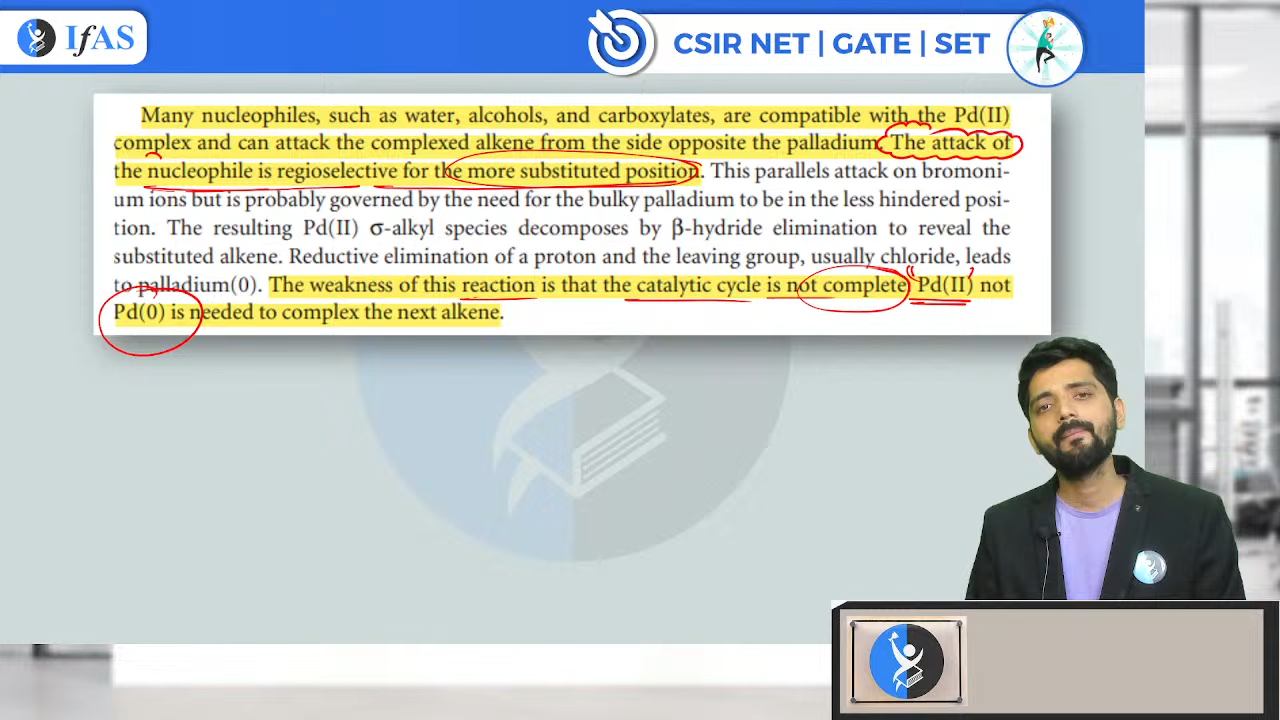 IfAS
CSIR NET | GATE | SET
Many nucleophiles, such as water, alcohols, and carboxylates, are compatible with the Pd(II)
complex and can attack the complexed alkene from the side opposite the palladium. The attack of
the nucleophile is regioselective for the more substituted position. This parallels attack on bromoni-
um ions but is probably governed by the need for the bulky palladium to be in the less hindered posi-
tion. The resulting Pd(II) σ-alkyl species decomposes by β-hydride elimination to reveal the
substituted alkene. Reductive elimination of a proton and the leaving group, usually chloride, leads
to palladium(0). The weakness of this reaction is that the catalytic cycle is not complete Pd(II) not
Pd(0) is needed to complex the next alkene.